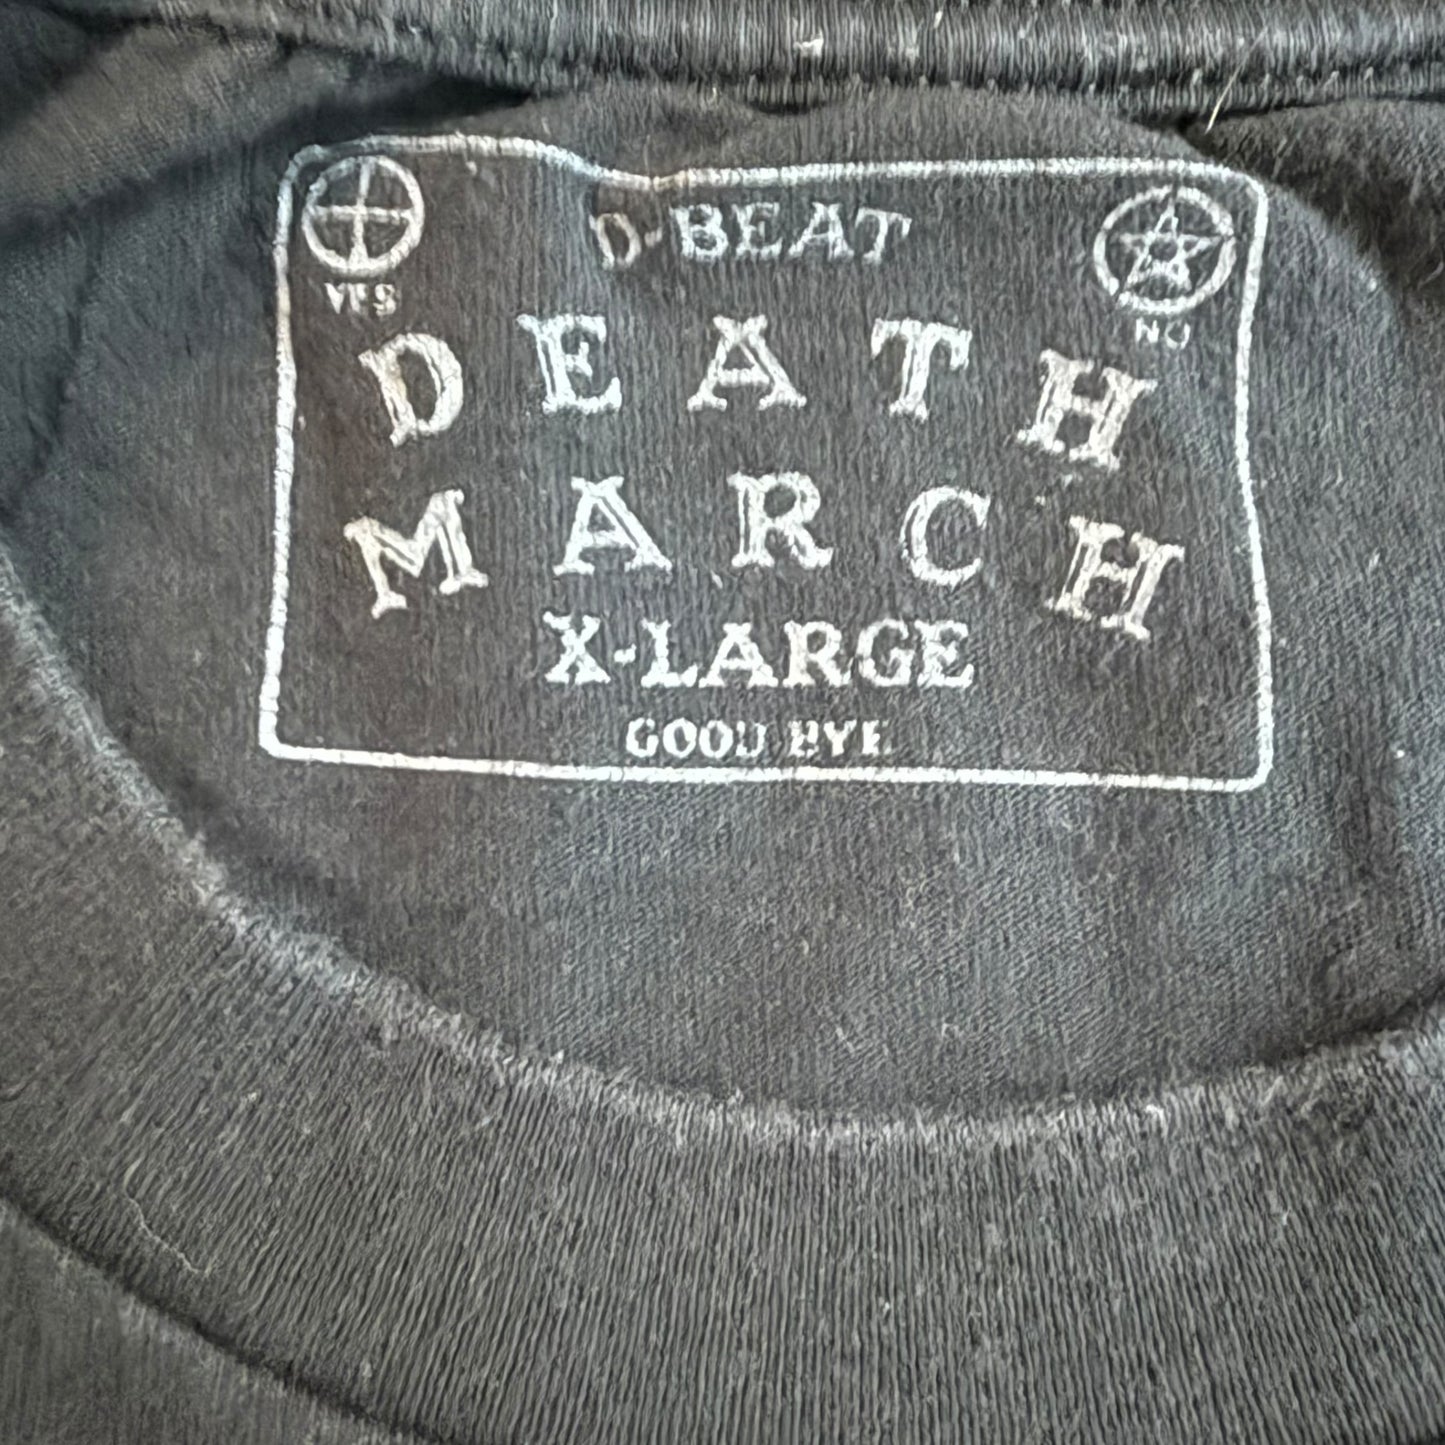 D-BEAT
YES
NO
DEATH
MARCH
X-LARGE
GOOD BYE